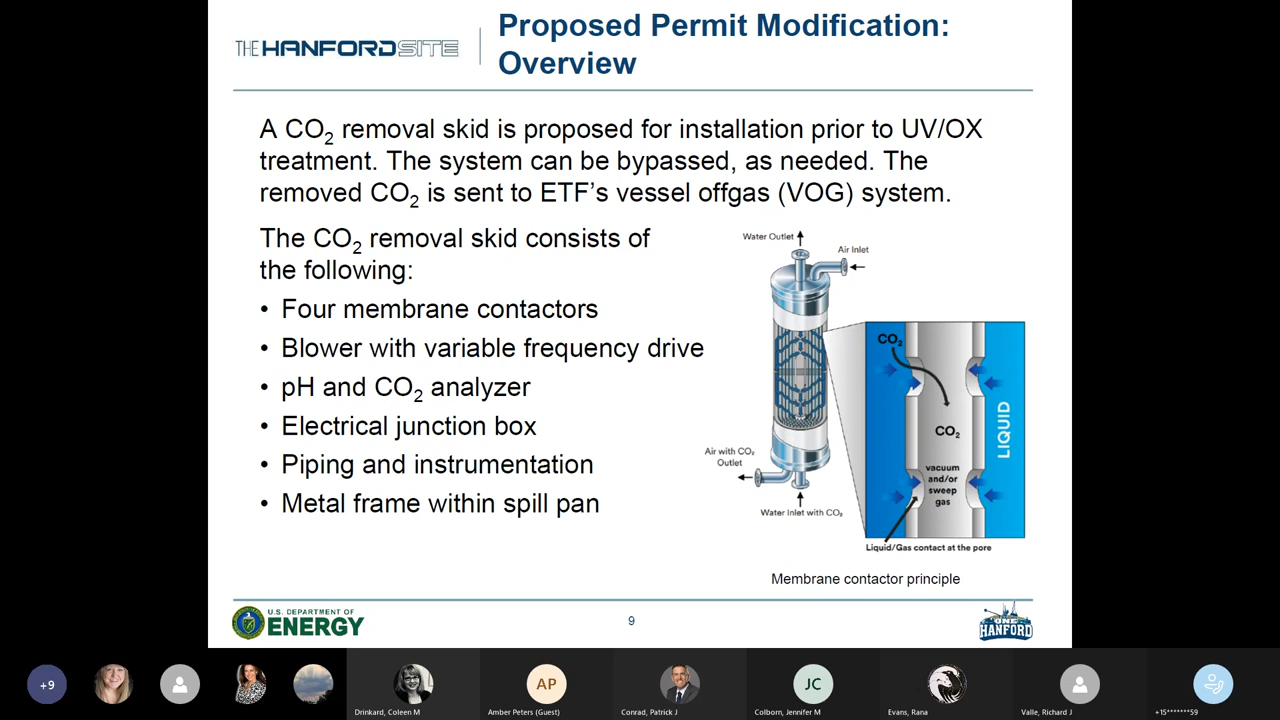 THE HANFORD SITE
Proposed Permit Modification:
Overview
A CO₂ removal skid is proposed for installation prior to UV/OX
treatment. The system can be bypassed, as needed. The
removed CO₂ is sent to ETF’s vessel offgas (VOG) system.
The CO₂ removal skid consists of
the following:
• Four membrane contactors
• Blower with variable frequency drive
• pH and CO₂ analyzer
• Electrical junction box
• Piping and instrumentation
• Metal frame within spill pan
Water Outlet
Air Inlet
Air with CO₂
Outlet
Water Inlet with CO₂
CO₂
CO₂
LIQUID
vacuum
and/or
sweep
gas
Liquid/Gas contact at the pore
Membrane contactor principle
U.S. DEPARTMENT OF
ENERGY
9
ONE
HANFORD
+9
AP
JC
Drinkard, Coleen M
Amber Peters (Guest)
Conrad, Patrick J
Colborn, Jennifer M
Evans, Rana
Valle, Richard J
+15*******59